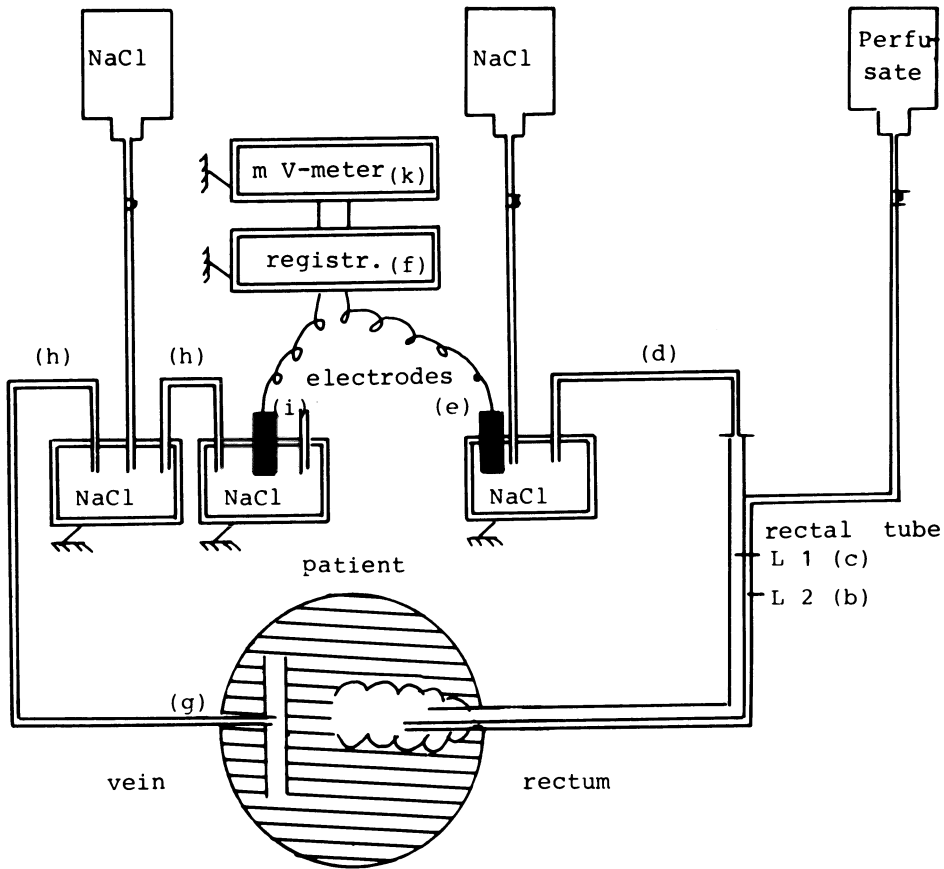 NaCl
NaCl
Perfu-
sate
m V-meter (k)
registr. (f)
(h)
(h)
(d)
electrodes
(i)
(e)
NaCl
NaCl
NaCl
rectal tube
L 1 (c)
L 2 (b)
patient
(g)
vein
rectum